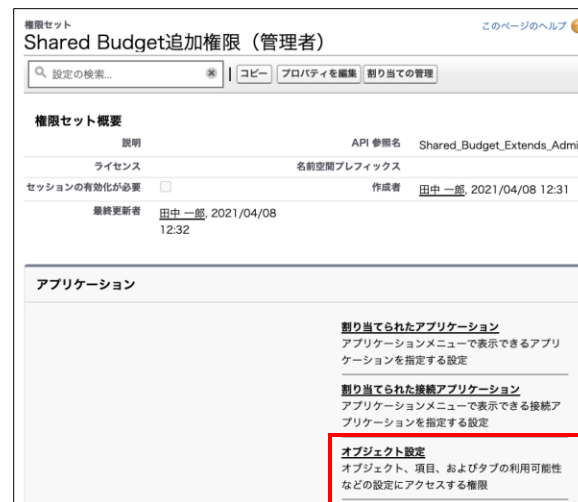 権限セット
このページのヘルプ
Shared Budget追加権限（管理者）
設定の検索...
コピー
プロパティを編集
割り当ての管理
権限セット概要
説明
API 参照名
Shared_Budget_Extends_Admi
ライセンス
名前空間プレフィックス
セッションの有効化が必要
作成者
田中 一郎, 2021/04/08 12:31
最終更新者
田中 一郎, 2021/04/08
12:32
アプリケーション
割り当てられたアプリケーション
アプリケーションメニューで表示できるアプリ
ケーションを指定する設定
割り当てられた接続アプリケーション
アプリケーションメニューで表示できる接続ア
プリケーションを指定する設定
オブジェクト設定
オブジェクト、項目、およびタブの利用可能性
などの設定にアクセスする権限